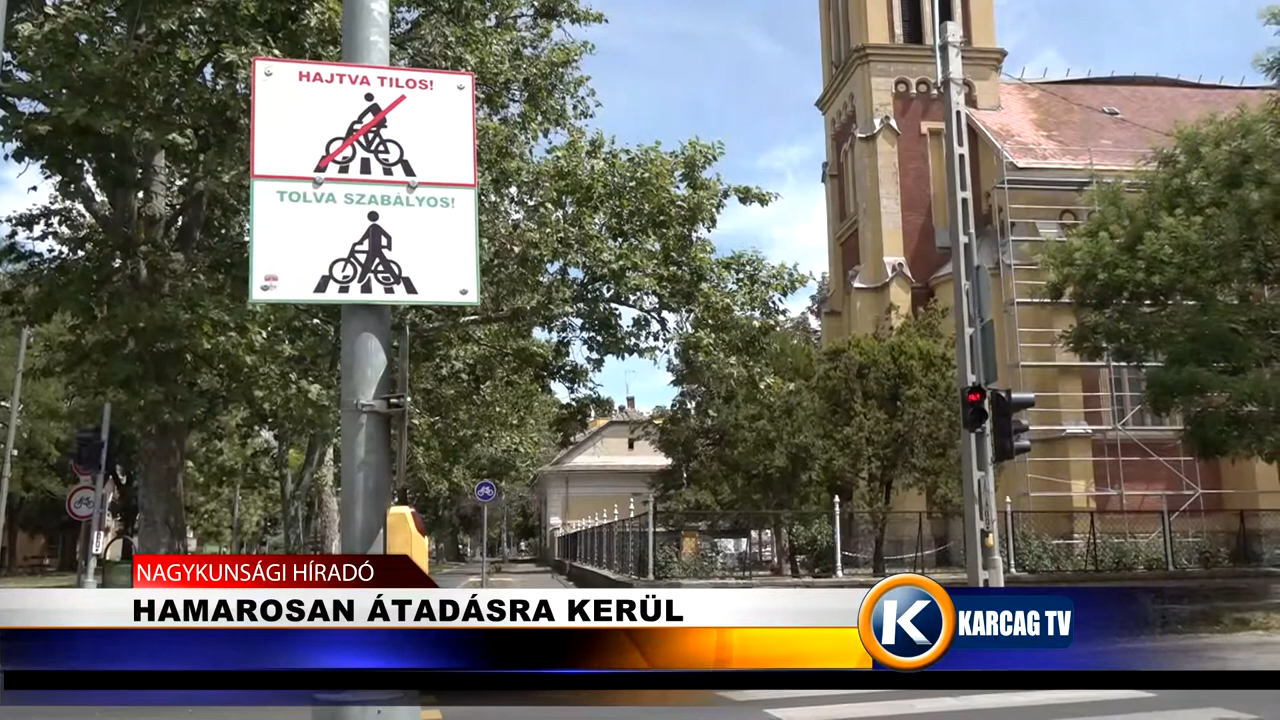 HAJTVA TILOS!
TOLVA SZABÁLYOS!
NAGYKUNSÁGI HÍRADÓ
HAMAROSAN ÁTADÁSRA KERÜL
K
KARCAG TV